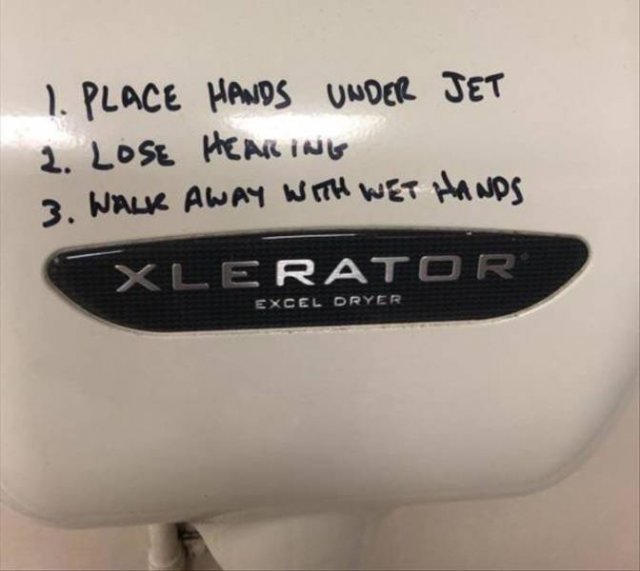 1. PLACE HANDS UNDER JET
2. LOSE HEARING
3. WALK AWAY WITH WET HANDS
XLERATOR®
EXCEL DRYER